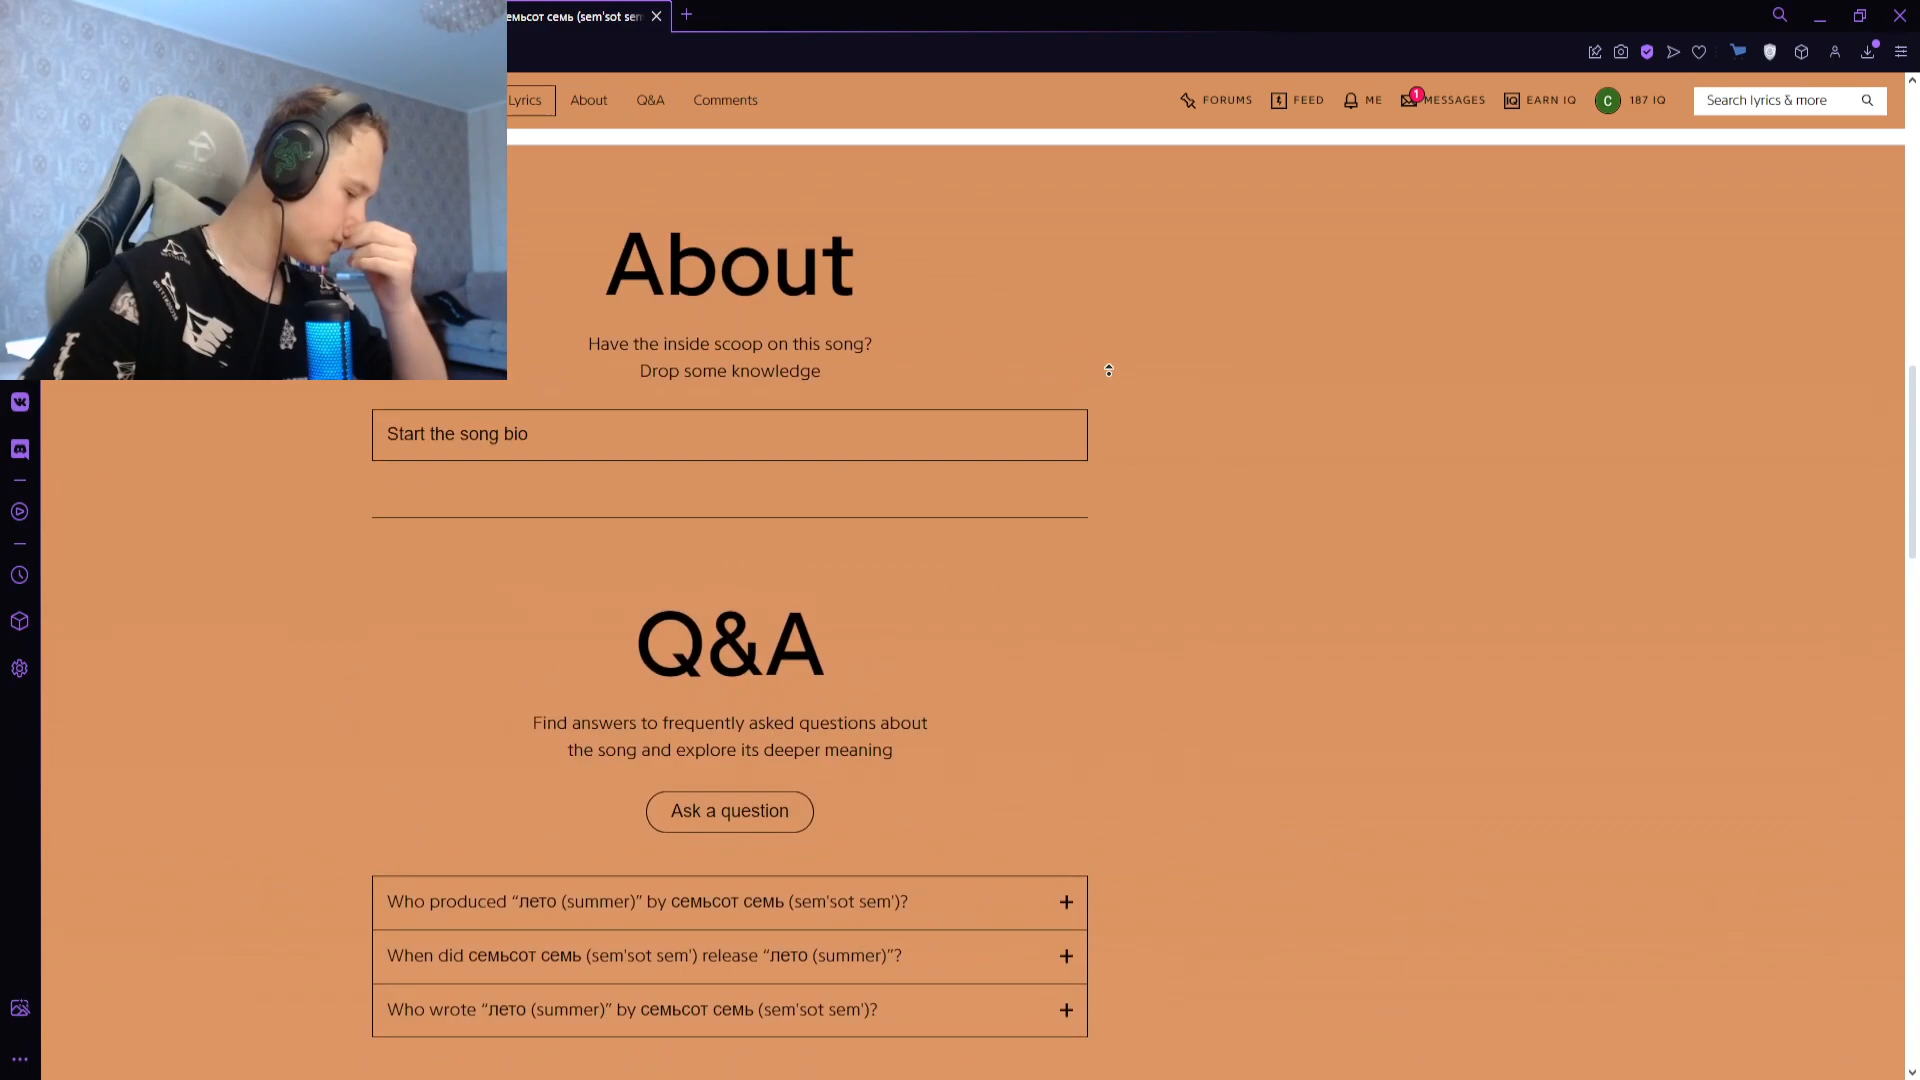 емьсот семь (sem'sot sem
Lyrics
About
Q&A
Comments
FORUMS
FEED
ME
1
MESSAGES
EARN IQ
C
187 IQ
Search lyrics & more
About
Have the inside scoop on this song?
Drop some knowledge
Start the song bio
Q&A
Find answers to frequently asked questions about
the song and explore its deeper meaning
Ask a question
Who produced “лето (summer)” by семьсот семь (sem'sot sem')?
When did семьсот семь (sem'sot sem') release “лето (summer)”?
Who wrote “лето (summer)” by семьсот семь (sem'sot sem')?